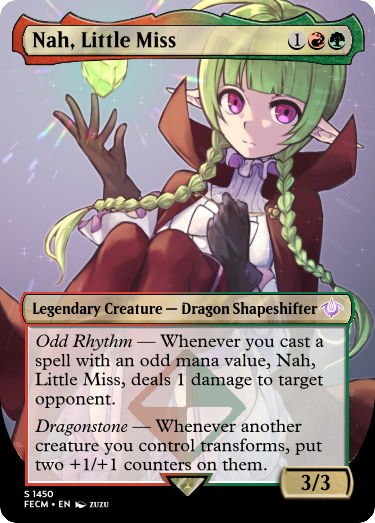 Nah, Little Miss 1
Legendary Creature — Dragon Shapeshifter
Odd Rhythm — Whenever you cast a
spell with an odd mana value, Nah,
Little Miss, deals 1 damage to target
opponent.
Dragonstone — Whenever another
creature you control transforms, put
two +1/+1 counters on them.
3/3
S 1450
FECM • EN ZUZU